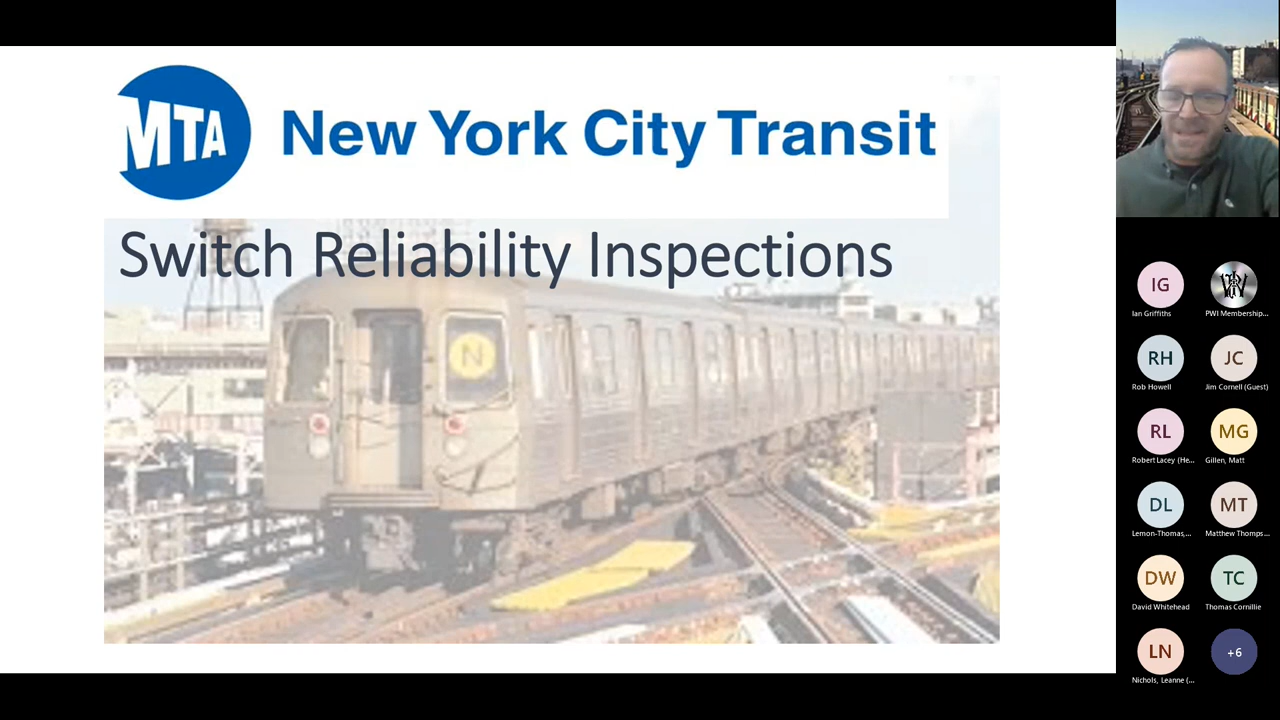 MTA New York City Transit
Switch Reliability Inspections
N
IG
Ian Griffiths
PWI Membership...
RH
Rob Howell
JC
Jim Cornell (Guest)
RL
Robert Lacey (He...
MG
Gillen, Matt
DL
Lemon-Thomas,...
MT
Matthew Thomps...
DW
David Whitehead
TC
Thomas Cornillie
LN
Nichols, Leanne (...
+6